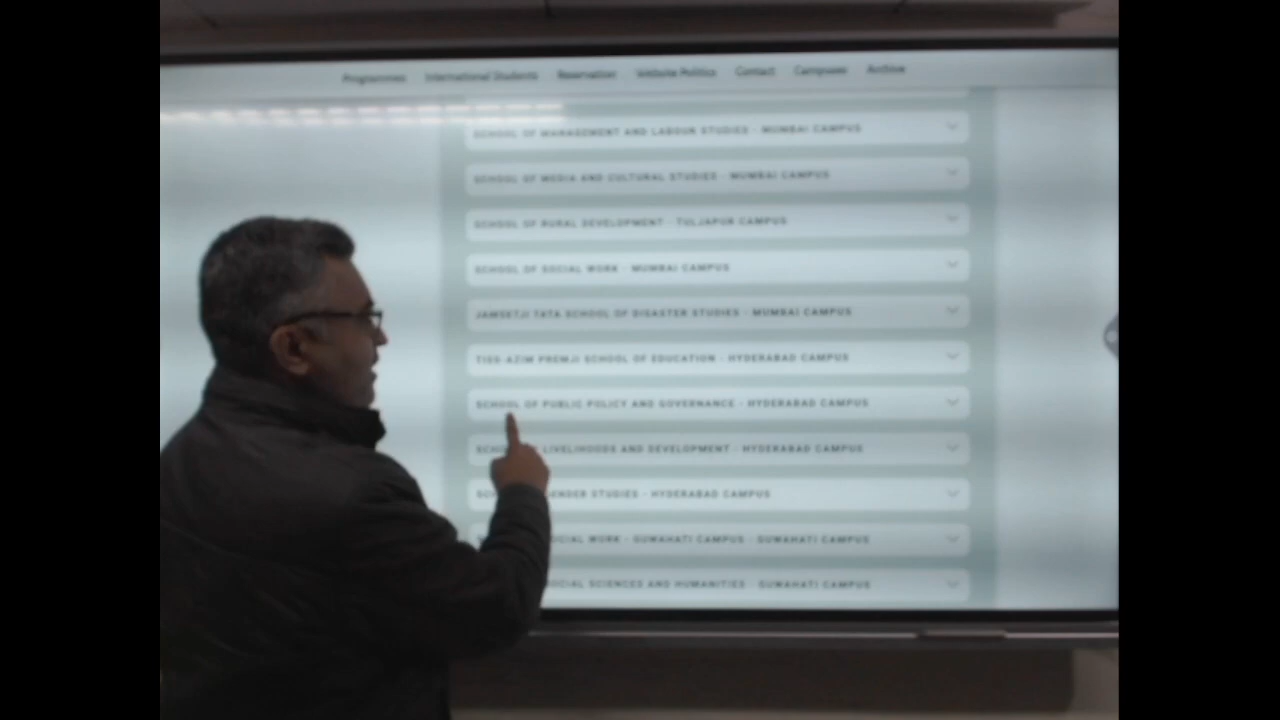 Programmes International Students Reservation Website Politics Contact Campuses Archive
SCHOOL OF MANAGEMENT AND LABOUR STUDIES - MUMBAI CAMPUS
SCHOOL OF MEDIA AND CULTURAL STUDIES - MUMBAI CAMPUS
SCHOOL OF RURAL DEVELOPMENT - TULJAPUR CAMPUS
SCHOOL OF SOCIAL WORK - MUMBAI CAMPUS
JAMSETJI TATA SCHOOL OF DISASTER STUDIES - MUMBAI CAMPUS
TISS-AZIM PREMJI SCHOOL OF EDUCATION - HYDERABAD CAMPUS
SCHOOL OF PUBLIC POLICY AND GOVERNANCE - HYDERABAD CAMPUS
LIVELIHOODS AND DEVELOPMENT - HYDERABAD CAMPUS
STUDIES - HYDERABAD CAMPUS
WORK - GUWAHATI CAMPUS - GUWAHATI CAMPUS
SCIENCES AND HUMANITIES - GUWAHATI CAMPUS